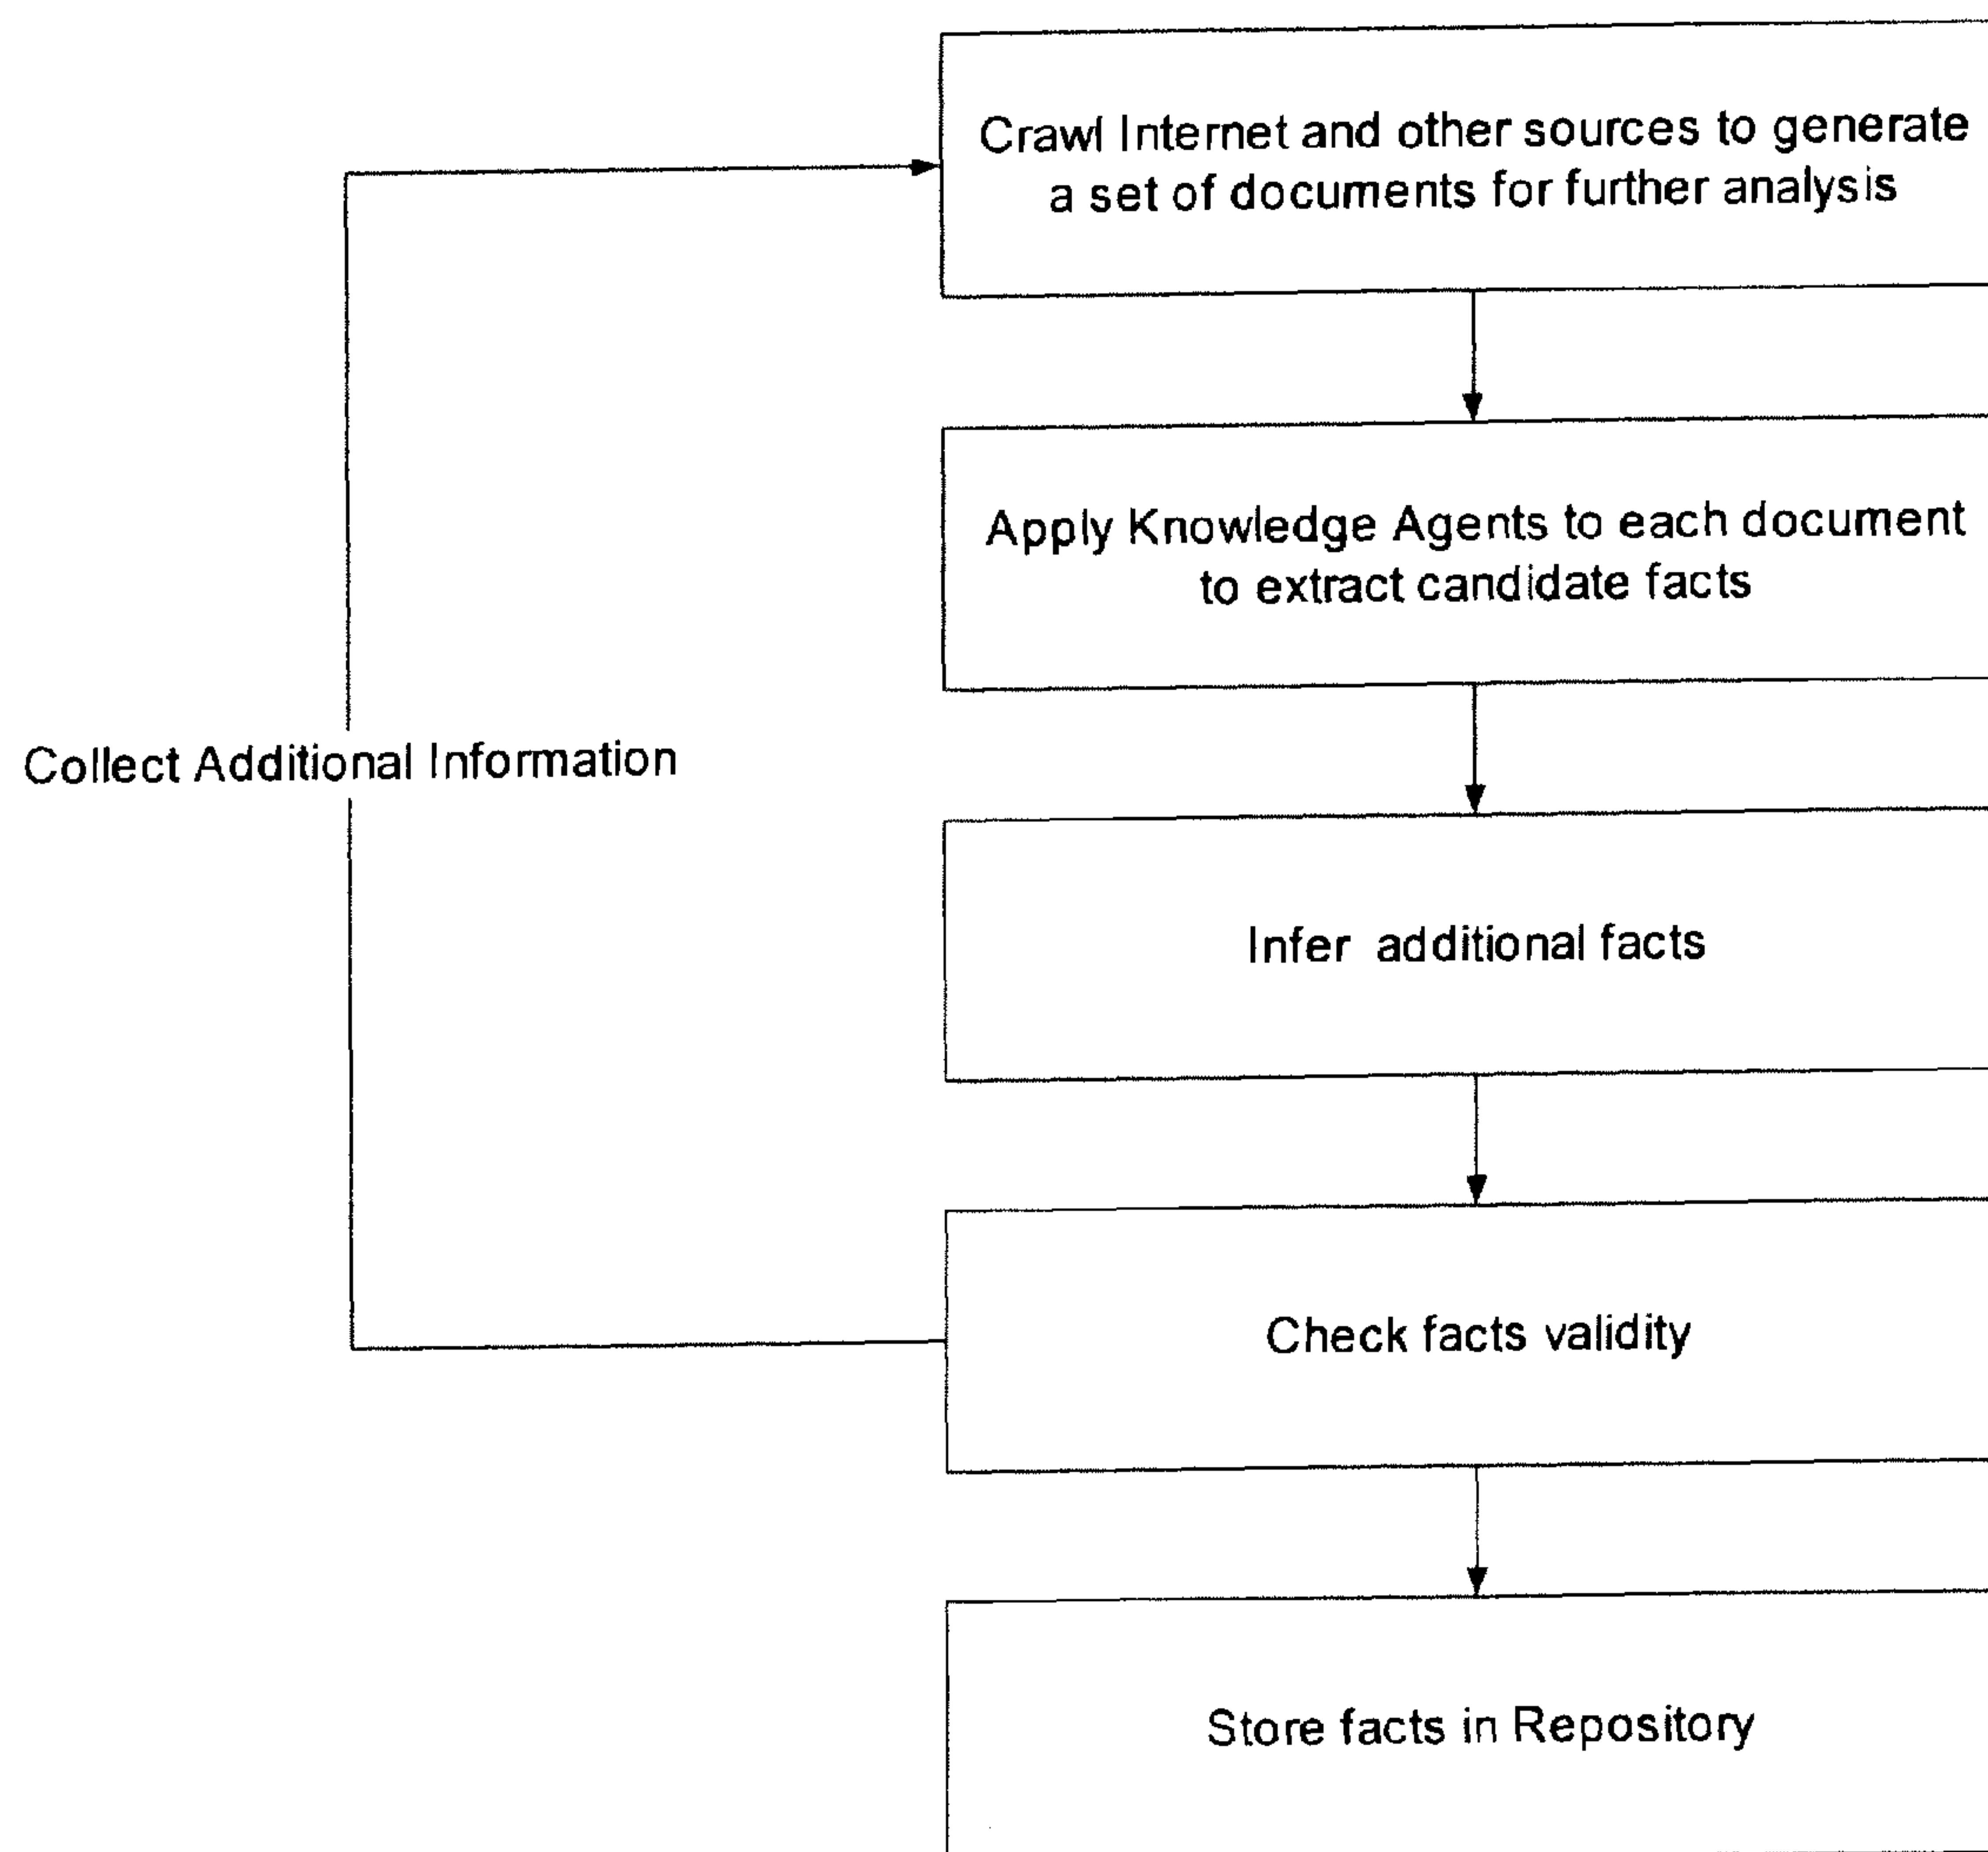 Crawl Internet and other sources to generate
a set of documents for further analysis
Apply Knowledge Agents to each document
to extract candidate facts
Collect Additional Information
Infer additional facts
Check facts validity
Store facts in Repository